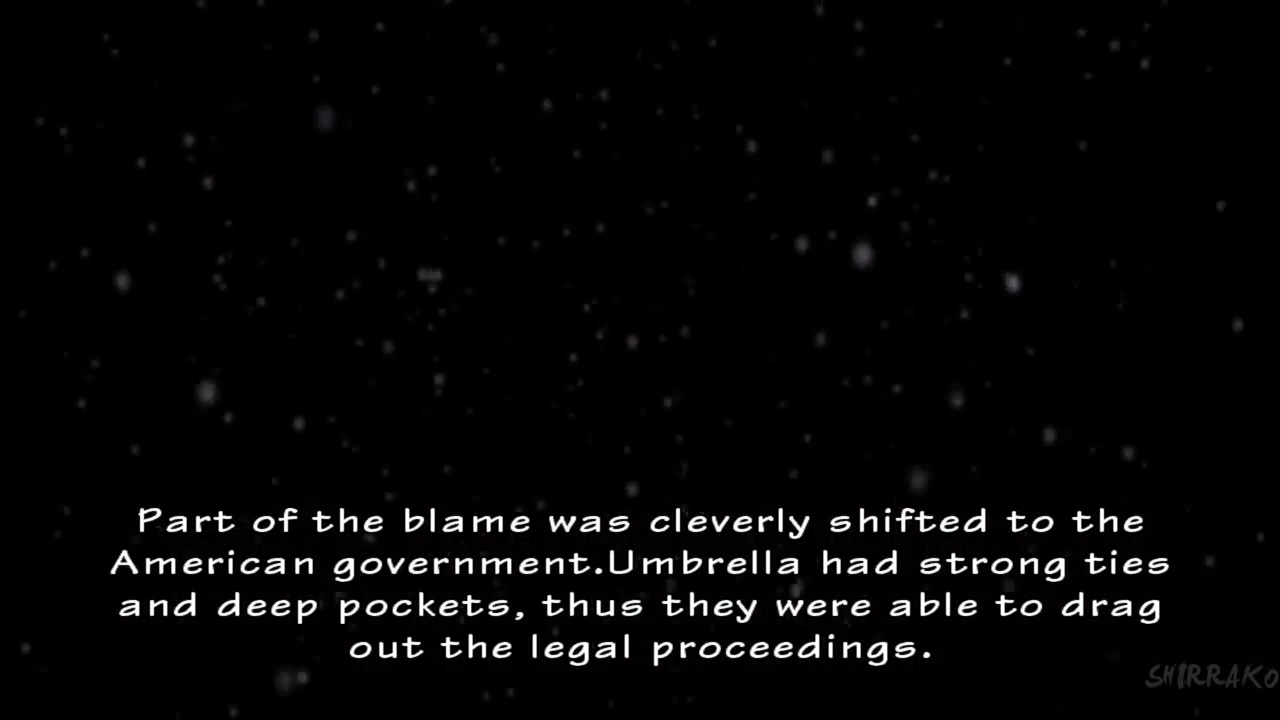 Part of the blame was cleverly shifted to the
American government.Umbrella had strong ties
and deep pockets, thus they were able to drag
out the legal proceedings.
SHIRRAKO